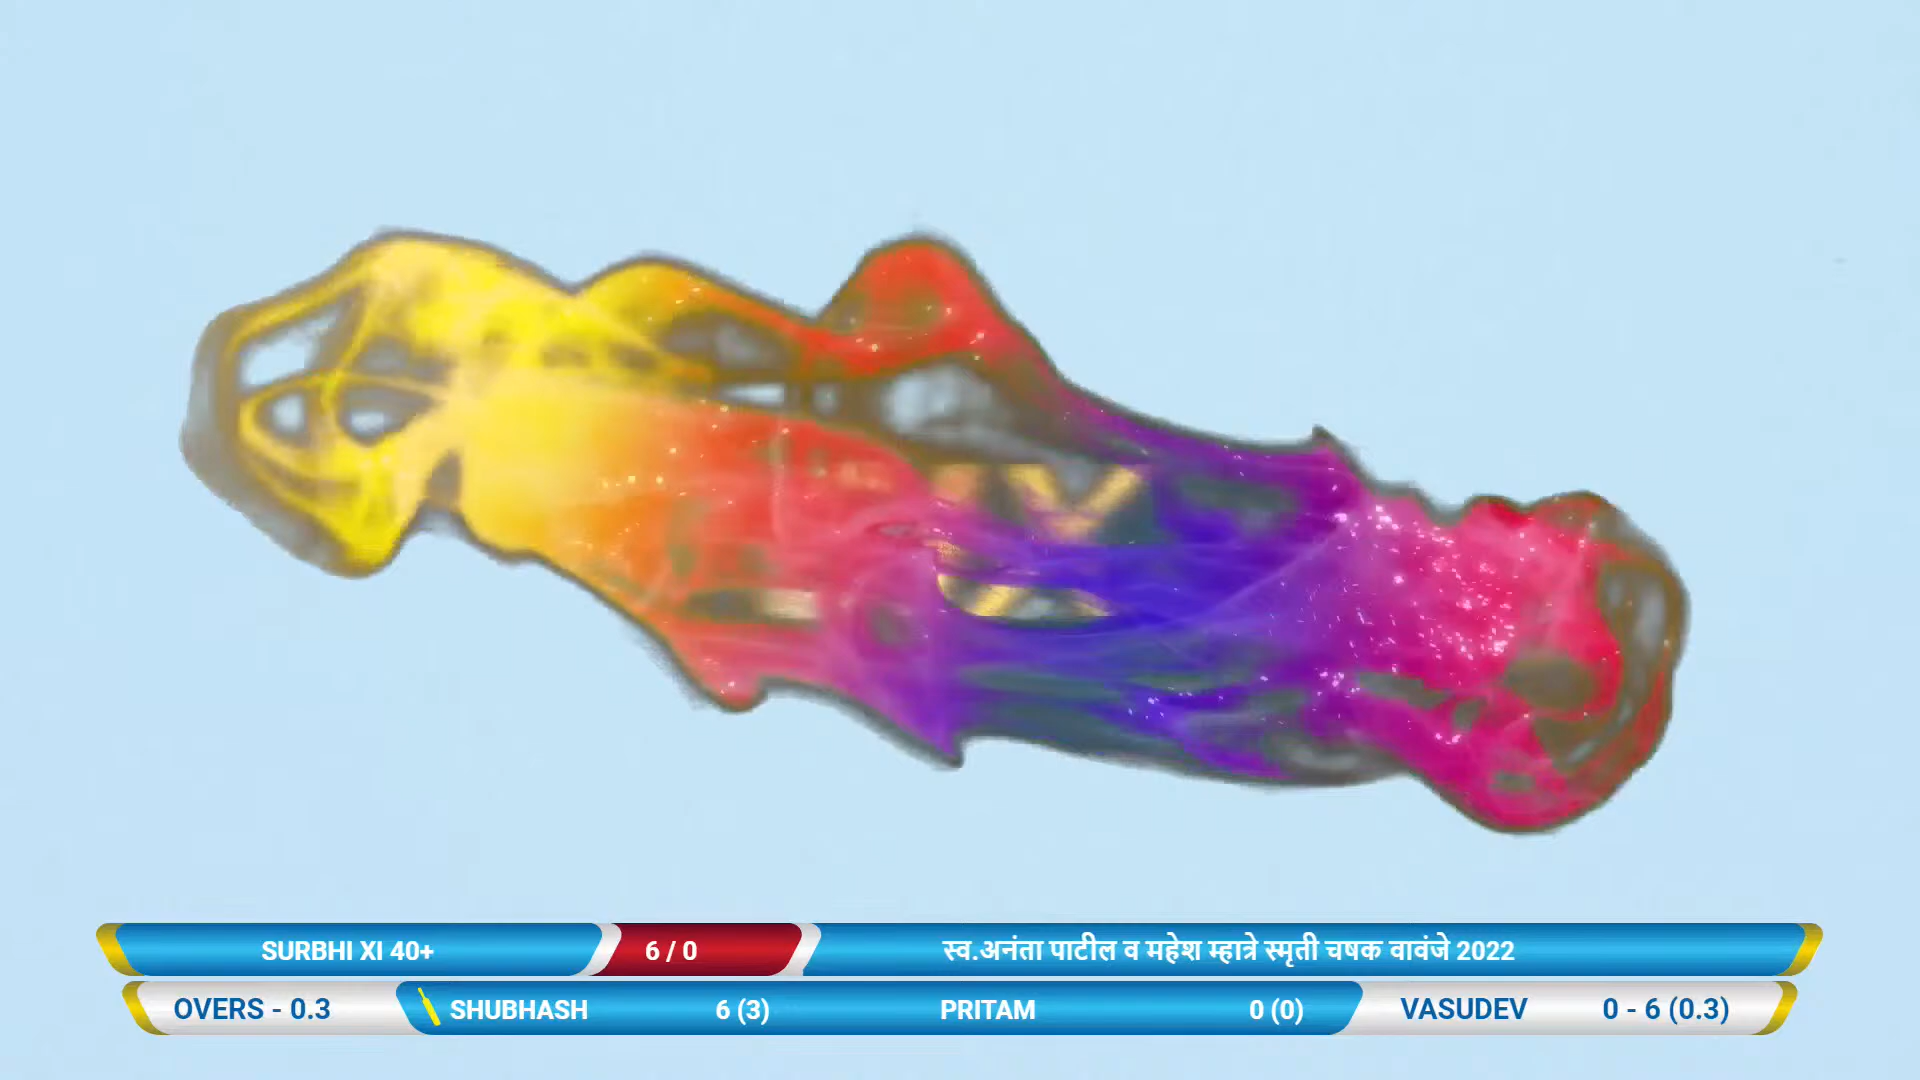 SURBHI XI 40+ 6 / 0 स्व.अनंता पाटील व महेश म्हात्रे स्मृती चषक वावंजे 2022
OVERS - 0.3 SHUBHASH 6 (3) PRITAM 0 (0) VASUDEV 0 - 6 (0.3)